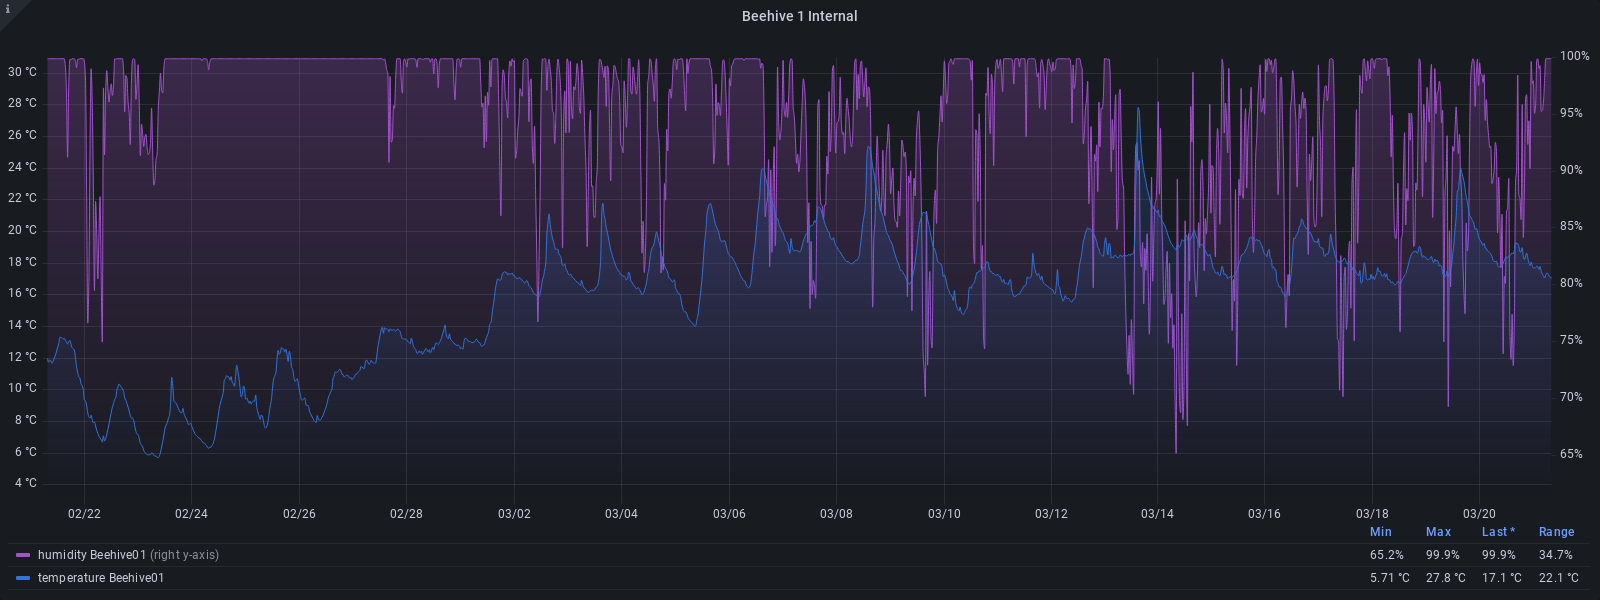 i
Beehive 1 Internal
30 °C
28 °C
26 °C
24 °C
22 °C
20 °C
18 °C
16 °C
14 °C
12 °C
10 °C
8 °C
6 °C
4 °C
100%
95%
90%
85%
80%
75%
70%
65%
02/22 02/24 02/26 02/28 03/02 03/04 03/06 03/08 03/10 03/12 03/14 03/16 03/18 03/20
Min Max Last * Range
humidity Beehive01 (right y-axis) 65.2% 99.9% 99.9% 34.7%
temperature Beehive01 5.71 °C 27.8 °C 17.1 °C 22.1 °C